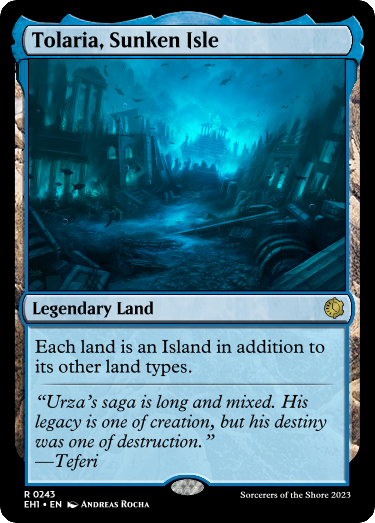 Tolaria, Sunken Isle
Legendary Land
Each land is an Island in addition to
its other land types.
“Urza’s saga is long and mixed. His
legacy is one of creation, but his destiny
was one of destruction.”
—Teferi
R 0243
EH1 • EN Andreas Rocha
Sorcerers of the Shore 2023